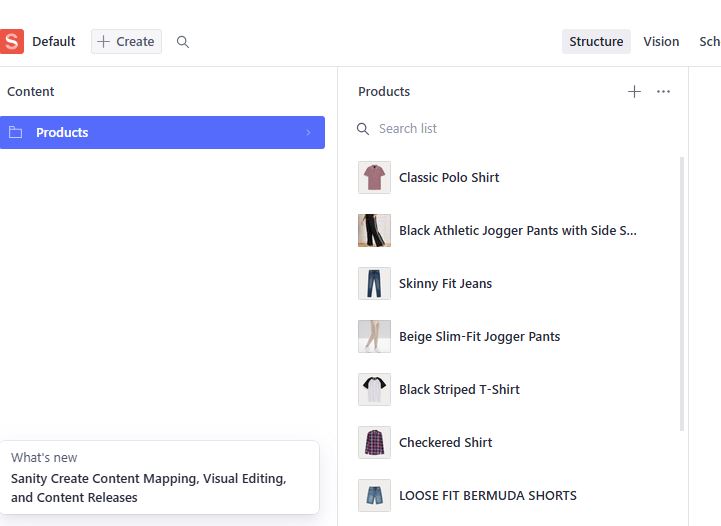 S Default + Create Structure Vision Sch
Content
Products >
Products + ...
Search list
Classic Polo Shirt
Black Athletic Jogger Pants with Side S...
Skinny Fit Jeans
Beige Slim-Fit Jogger Pants
Black Striped T-Shirt
Checkered Shirt
LOOSE FIT BERMUDA SHORTS
What's new
Sanity Create Content Mapping, Visual Editing,
and Content Releases